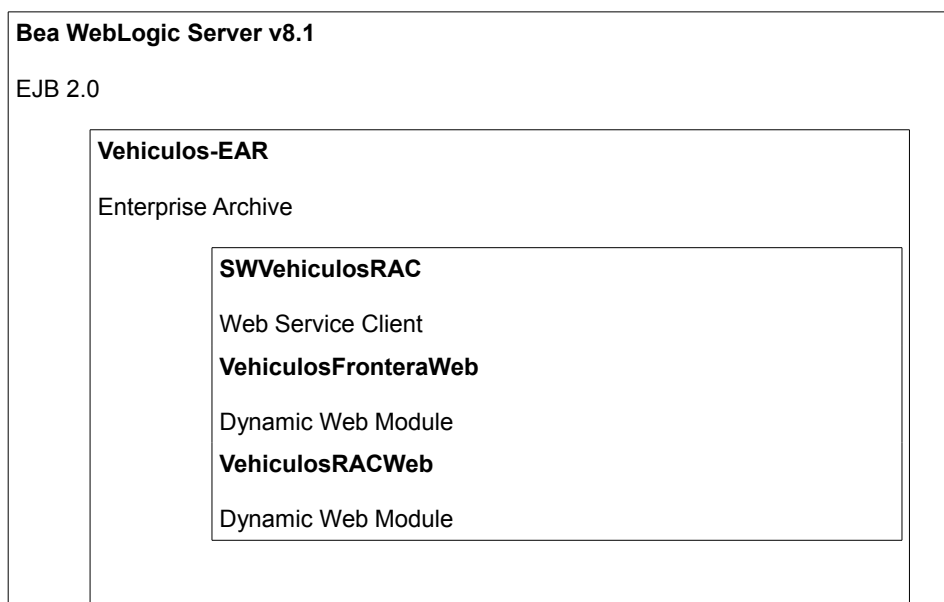 Bea WebLogic Server v8.1
EJB 2.0
Vehiculos-EAR
Enterprise Archive
SWVehiculosRAC
Web Service Client
VehiculosFronteraWeb
Dynamic Web Module
VehiculosRACWeb
Dynamic Web Module